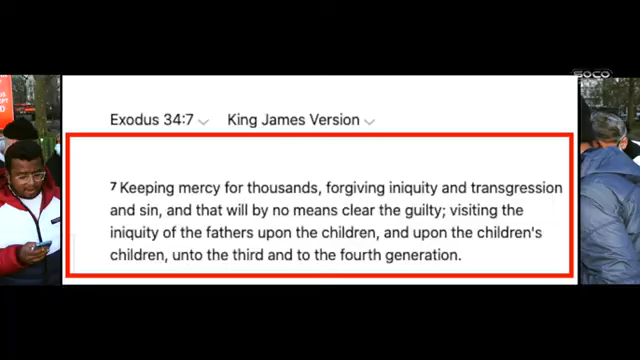 SOCO
Exodus 34:7 King James Version
7 Keeping mercy for thousands, forgiving iniquity and transgression
and sin, and that will by no means clear the guilty; visiting the
iniquity of the fathers upon the children, and upon the children's
children, unto the third and to the fourth generation.